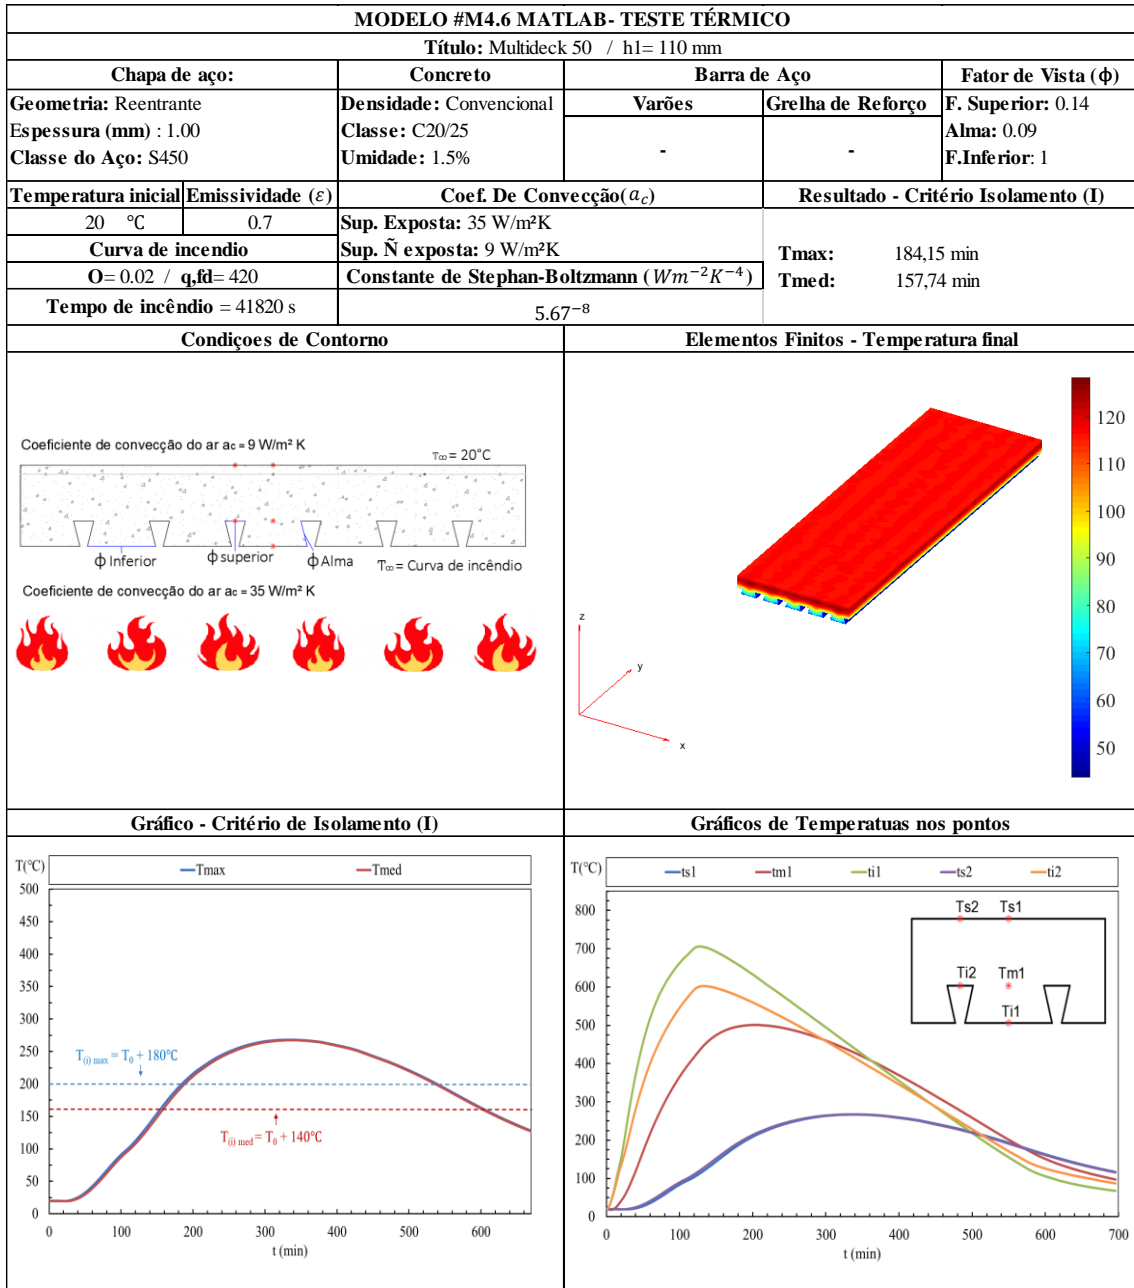 MODELO #M4.6 MATLAB- TESTE TÉRMICO
Título: Multideck 50 / h1= 110 mm
Chapa de aço:
Concreto
Barra de Aço
Fator de Vista (ϕ)
Geometria: Reentrante
Espessura (mm) : 1.00
Classe do Aço: S450
Densidade: Convencional
Classe: C20/25
Umidade: 1.5%
Varões
Grelha de Reforço
-
-
F. Superior: 0.14
Alma: 0.09
F.Inferior: 1
Temperatura inicial
Emissividade (ε)
Coef. De Convecção(a_c)
Resultado - Critério Isolamento (I)
20 ℃
0.7
Sup. Exposta: 35 W/m²K
Sup. Ñ exposta: 9 W/m²K
Curva de incendio
O= 0.02 / q,fd= 420
Constante de Stephan-Boltzmann (Wm⁻²K⁻⁴)
Tempo de incêndio = 41820 s
5.67⁻⁸
Tmax: 184,15 min
Tmed: 157,74 min
Condiçoes de Contorno
Elementos Finitos - Temperatura final
Coeficiente de convecção do ar ac = 9 W/m² K
T∞ = 20°C
ϕ Inferior
ϕ superior
ϕ Alma
T∞ = Curva de incêndio
Coeficiente de convecção do ar ac = 35 W/m² K
z
y
x
120
110
100
90
80
70
60
50
Gráfico - Critério de Isolamento (I)
Gráficos de Temperatuas nos pontos
T(°C)
Tmax
Tmed
500
450
400
350
300
250
200
150
100
50
0
T(i) max = T0 + 180℃
T(i) med = T0 + 140℃
0 100 200 300 400 500 600
t (min)
T(°C)
ts1
tm1
ti1
ts2
ti2
800
700
600
500
400
300
200
100
0
Ts2
Ts1
Ti2
Tm1
Ti1
0 100 200 300 400 500 600 700
t (min)